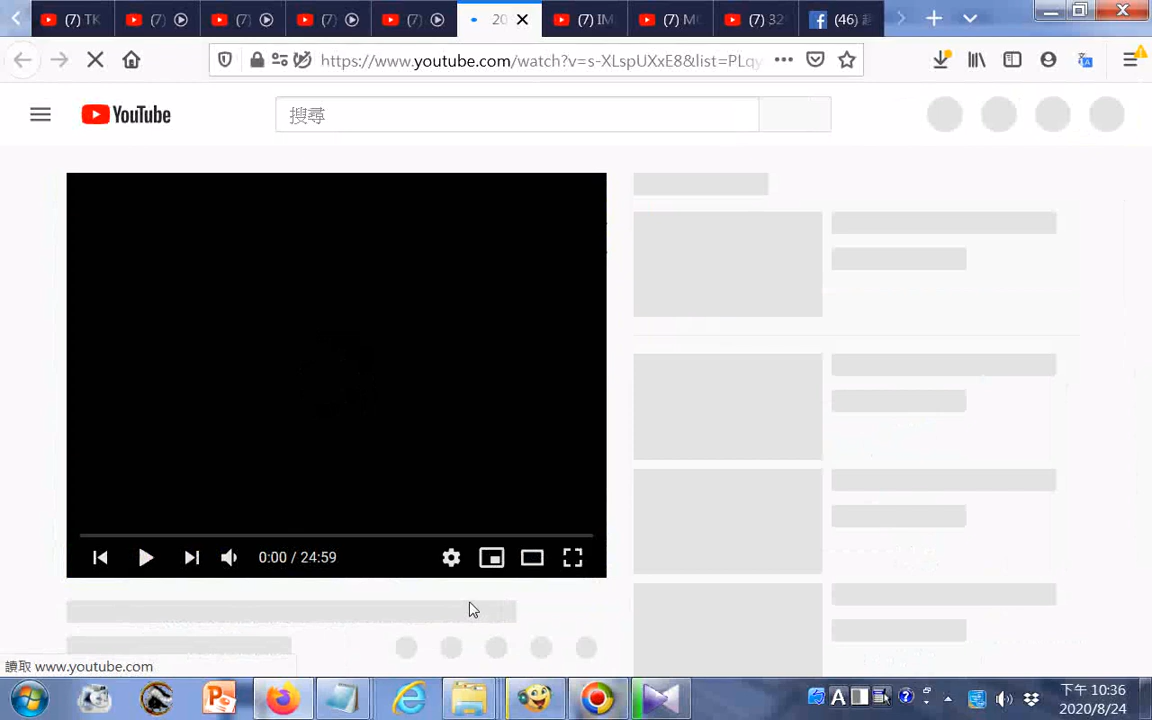 (7) TK
(7)
(7)
(7)
(7)
20
(7) IM
(7) M
(7) 32
(46)
https://www.youtube.com/watch?v=s-XLspUXxE8&list=PLqy
YouTube
搜尋
0:00 / 24:59
讀取 www.youtube.com
A
下午 10:36
2020/8/24